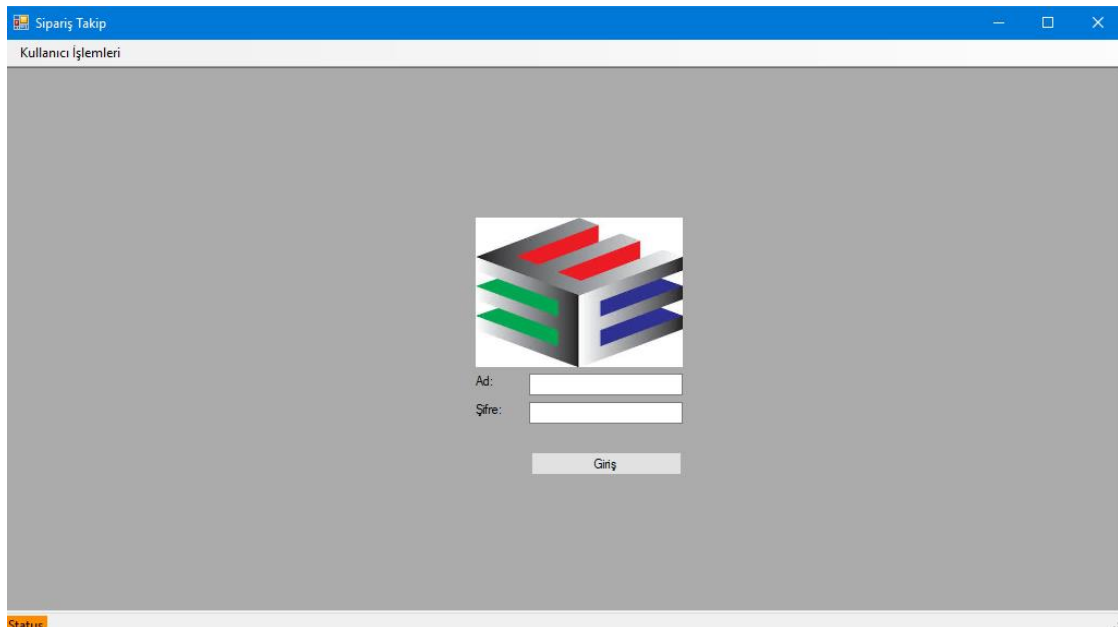 Sipariş Takip
Kullanıcı İşlemleri
Ad:
Şifre:
Giriş
Status